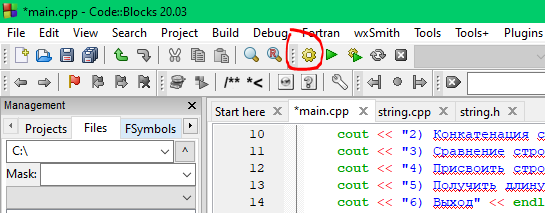 *main.cpp - Code::Blocks 20.03
File Edit View Search Project Build Debug Fortran wxSmith Tools Tools+ Plugins
/** *<
Management
Projects Files FSymbols
C:\
Mask:
Start here *main.cpp string.cpp string.h
10 cout << "2) Конкатенация с
11 cout << "3) Сравнение стро
12 cout << "4) Присвоить стро
13 cout << "5) Получить длину
14 cout << "6) Выход" << endl